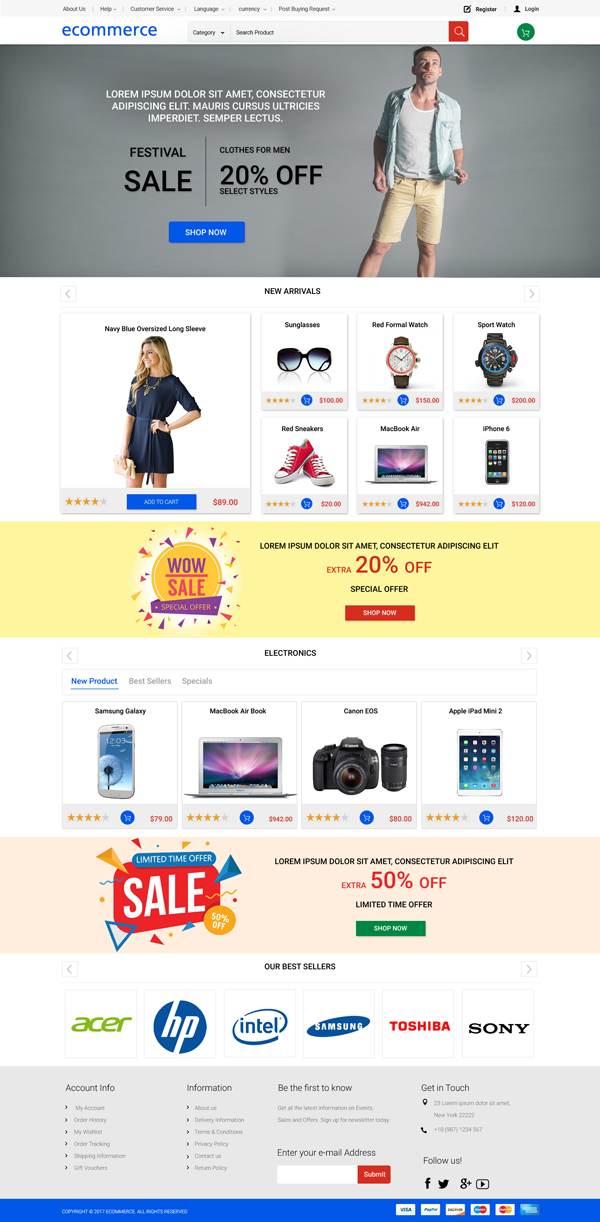 About Us
Help
Customer Service
Language
currency
Post Buying Request
Register
Login
ecommerce
Category
Search Product
LOREM IPSUM DOLOR SIT AMET, CONSECTETUR
ADIPISCING ELIT. MAURIS CURSUS ULTRICIES
IMPERDIET. SEMPER LECTUS.
FESTIVAL
SALE
CLOTHES FOR MEN
20% OFF
SELECT STYLES
SHOP NOW
NEW ARRIVALS
Navy Blue Oversized Long Sleeve
ADD TO CART
$89.00
Sunglasses
$100.00
Red Formal Watch
$150.00
Sport Watch
$200.00
Red Sneakers
$20.00
MacBook Air
$942.00
iPhone 6
$120.00
WOW
SALE
SPECIAL OFFER
LOREM IPSUM DOLOR SIT AMET, CONSECTETUR ADIPISCING ELIT
EXTRA 20% OFF
SPECIAL OFFER
SHOP NOW
ELECTRONICS
New Product
Best Sellers
Specials
Samsung Galaxy
$79.00
MacBook Air Book
$942.00
Canon EOS
$80.00
Apple iPad Mini 2
$120.00
LIMITED TIME OFFER
SALE
50%
OFF
LOREM IPSUM DOLOR SIT AMET, CONSECTETUR ADIPISCING ELIT
EXTRA 50% OFF
LIMITED TIME OFFER
SHOP NOW
OUR BEST SELLERS
acer
hp
intel
SAMSUNG
TOSHIBA
SONY
Account Info
My Account
Order History
My Wishlist
Order Tracking
Shipping Information
Gift Vouchers
Information
About us
Delivery Information
Terms & Conditions
Privacy Policy
Contact us
Return Policy
Be the first to know
Get all the latest information on Events,
Sales and Offers. Sign up for newsletter today.
Enter your e-mail Address
Submit
Get in Touch
23 Lorem ipsum dolor sit amet,
New York 22222
+10 (987) 1234 567
Follow us!
COPYRIGHT © 2017 ECOMMERCE, ALL RIGHTS RESERVED
VISA
PayPal
DISCOVER